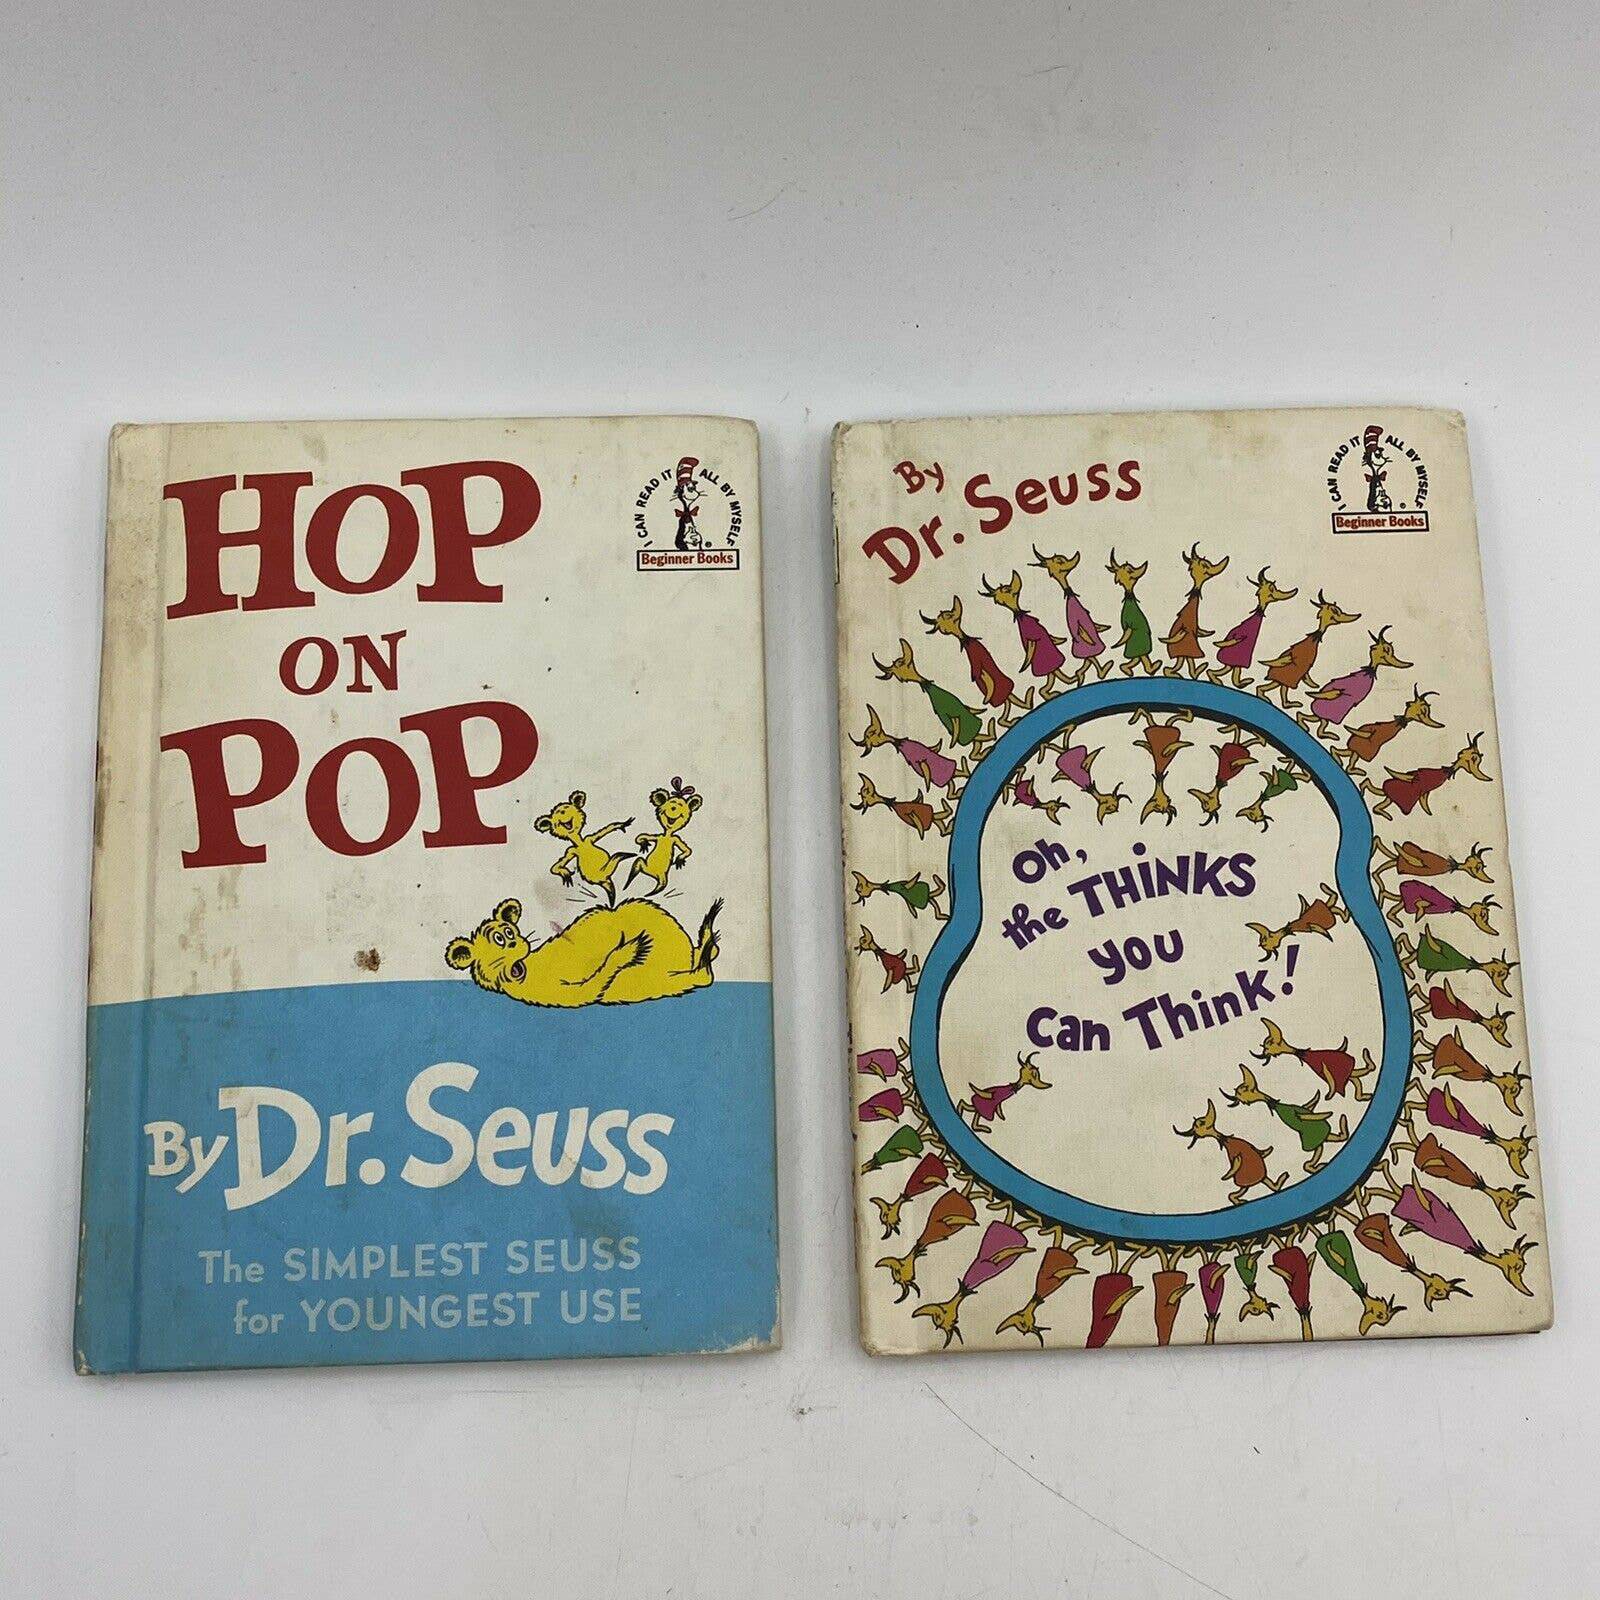 HOP
ON
POP
I CAN READ IT ALL BY MYSELF
Beginner Books
By Dr. Seuss
The SIMPLEST SEUSS
for YOUNGEST USE
By
Dr. Seuss
I CAN READ IT ALL BY MYSELF
Beginner Books
Oh,
the THINKS
you
Can Think!